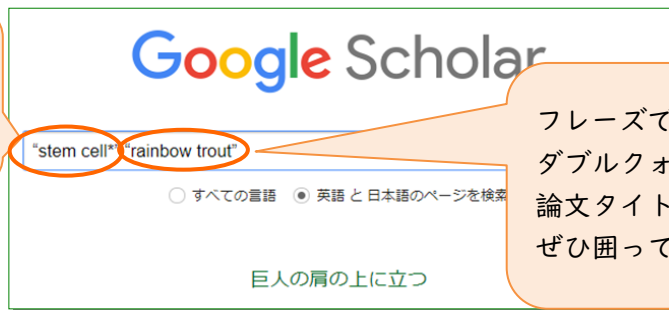 Google Scholar
“stem cell*” “rainbow trout”
すべての言語 英語 と 日本語のページを検索
巨人の肩の上に立つ
フレーズで
ダブルクォ
論文タイト
ぜひ囲って